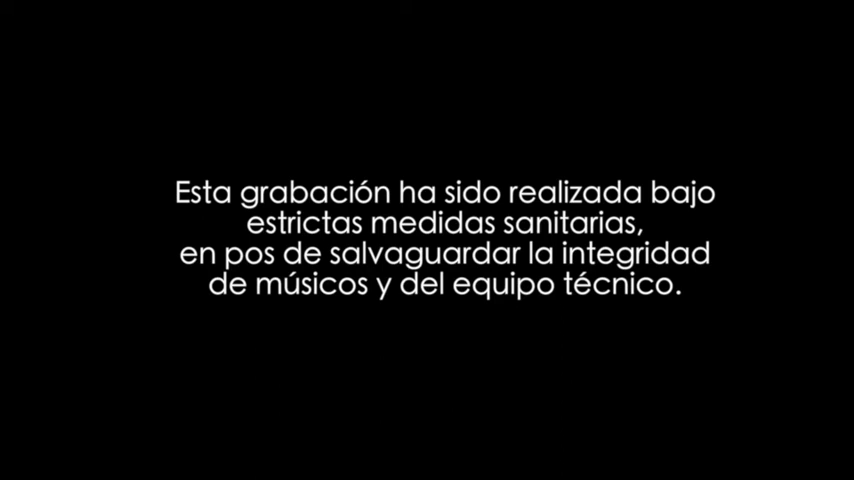 Esta grabación ha sido realizada bajo
estrictas medidas sanitarias,
en pos de salvaguardar la integridad
de músicos y del equipo técnico.